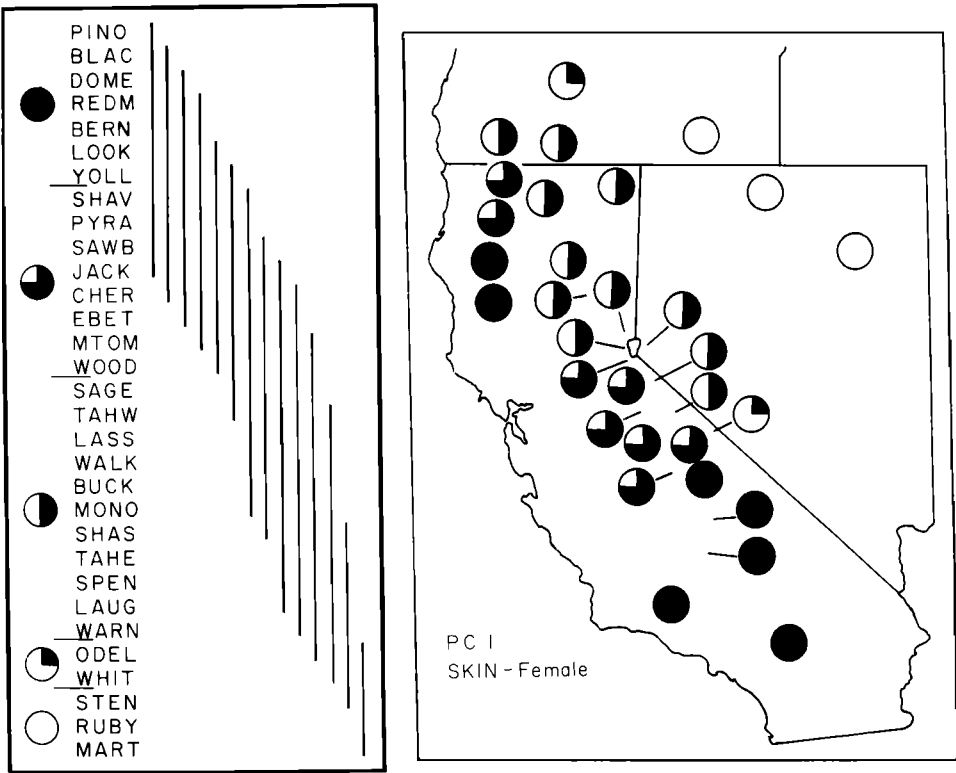 PINO
BLAC
DOME
REDM
BERN
LOOK
YOLL
SHAV
PYRA
SAWB
JACK
CHER
EBET
MTOM
WOOD
SAGE
TAHW
LASS
WALK
BUCK
MONO
SHAS
TAHE
SPEN
LAUG
WARN
ODEL
WHIT
STEN
RUBY
MART
PC I
SKIN-Female